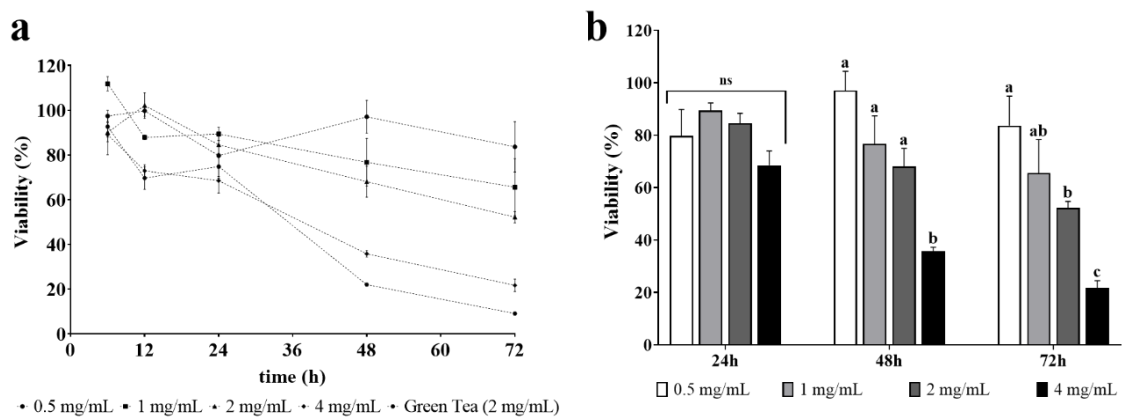 a
Viability (%)
120
100
80
60
40
20
0
0 12 24 36 48 60 72
time (h)
0.5 mg/mL 1 mg/mL 2 mg/mL 4 mg/mL Green Tea (2 mg/mL)
b
Viability (%)
120
100
80
60
40
20
0
ns
a
a
a
b
a
ab
b
c
24h 48h 72h
0.5 mg/mL 1 mg/mL 2 mg/mL 4 mg/mL